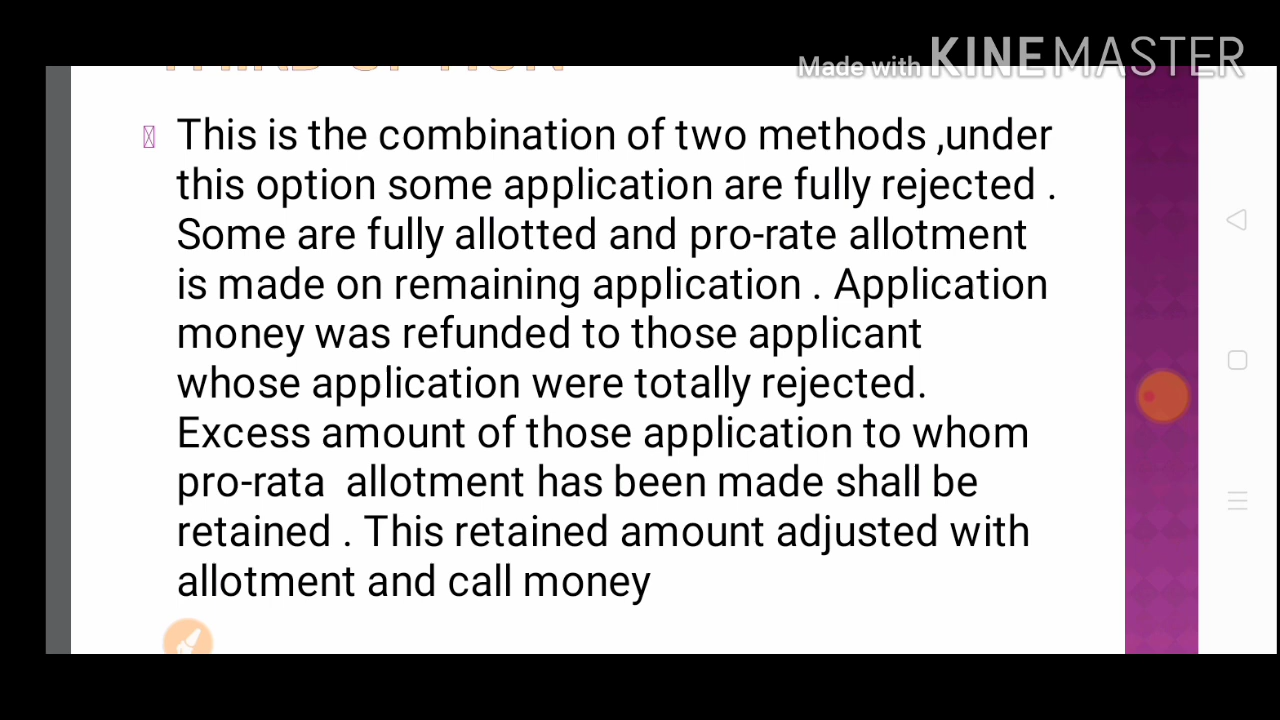 Made with KINEMASTER
THIRD OPTION
This is the combination of two methods ,under
this option some application are fully rejected .
Some are fully allotted and pro-rate allotment
is made on remaining application . Application
money was refunded to those applicant
whose application were totally rejected.
Excess amount of those application to whom
pro-rata allotment has been made shall be
retained . This retained amount adjusted with
allotment and call money